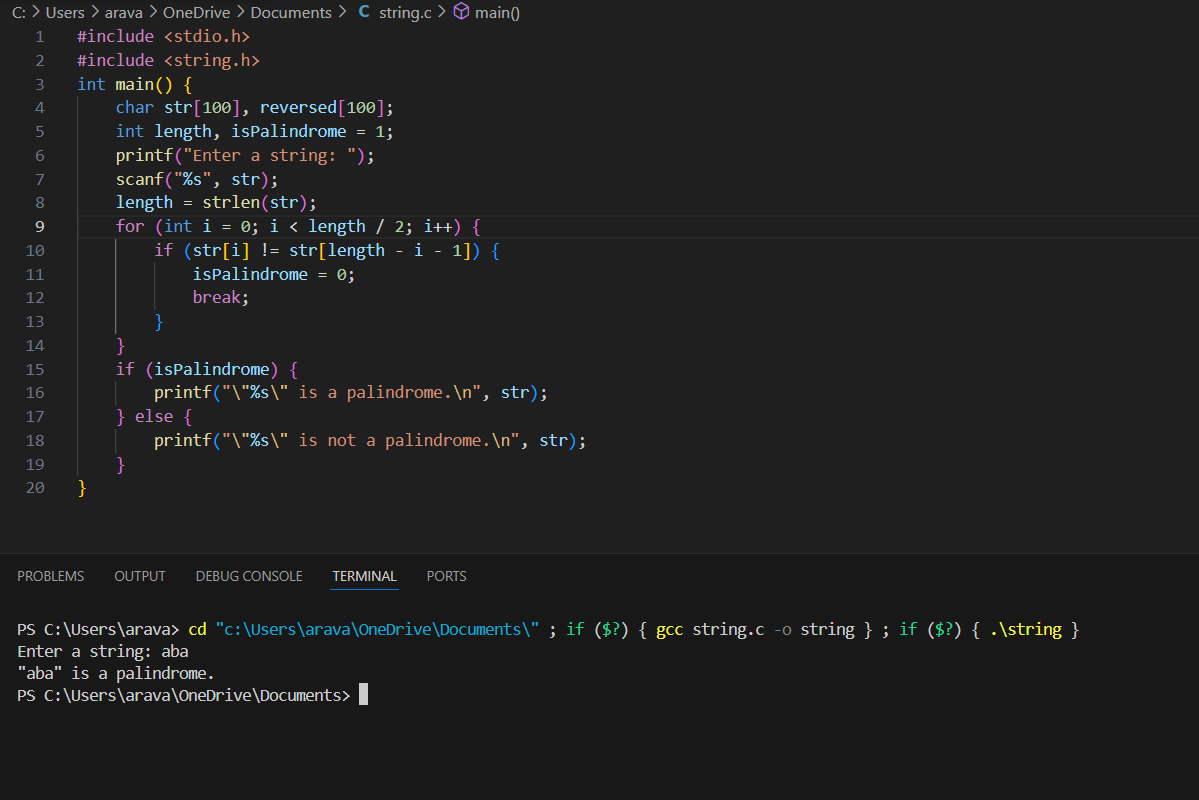 C: > Users > arava > OneDrive > Documents > C string.c > main()
1 #include <stdio.h>
2 #include <string.h>
3 int main() {
4     char str[100], reversed[100];
5     int length, isPalindrome = 1;
6     printf("Enter a string: ");
7     scanf("%s", str);
8     length = strlen(str);
9     for (int i = 0; i < length / 2; i++) {
10         if (str[i] != str[length - i - 1]) {
11             isPalindrome = 0;
12             break;
13         }
14     }
15     if (isPalindrome) {
16         printf("\"%s\" is a palindrome.\n", str);
17     } else {
18         printf("\"%s\" is not a palindrome.\n", str);
19     }
20 }
PROBLEMS OUTPUT DEBUG CONSOLE TERMINAL PORTS
PS C:\Users\arava> cd "c:\Users\arava\OneDrive\Documents\" ; if ($?) { gcc string.c -o string } ; if ($?) { .\string }
Enter a string: aba
"aba" is a palindrome.
PS C:\Users\arava\OneDrive\Documents>